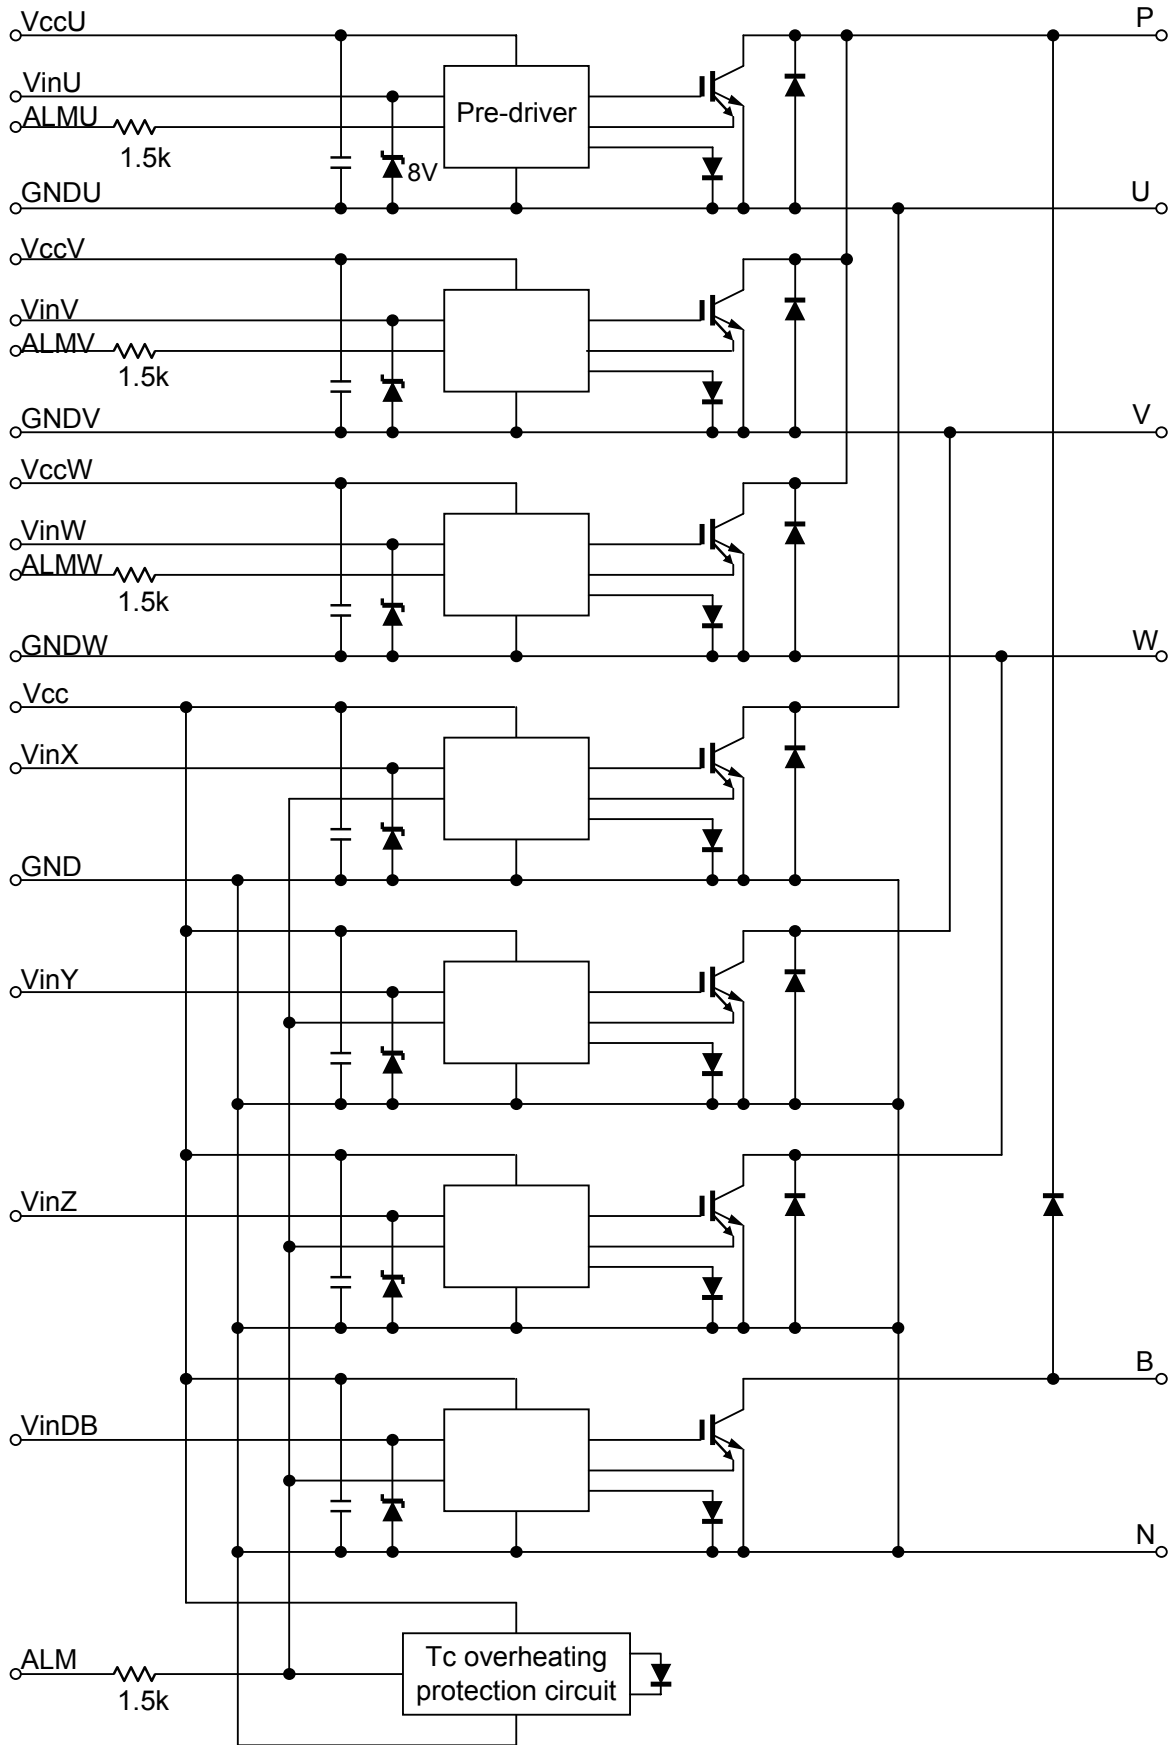 VccU
P
VinU
ALMU
Pre-driver
1.5k
8V
GNDU
U
VccV
VinV
ALMV
1.5k
GNDV
V
VccW
VinW
ALMW
1.5k
GNDW
W
Vcc
VinX
GND
VinY
VinZ
B
VinDB
N
ALM
Tc overheating
protection circuit
1.5k